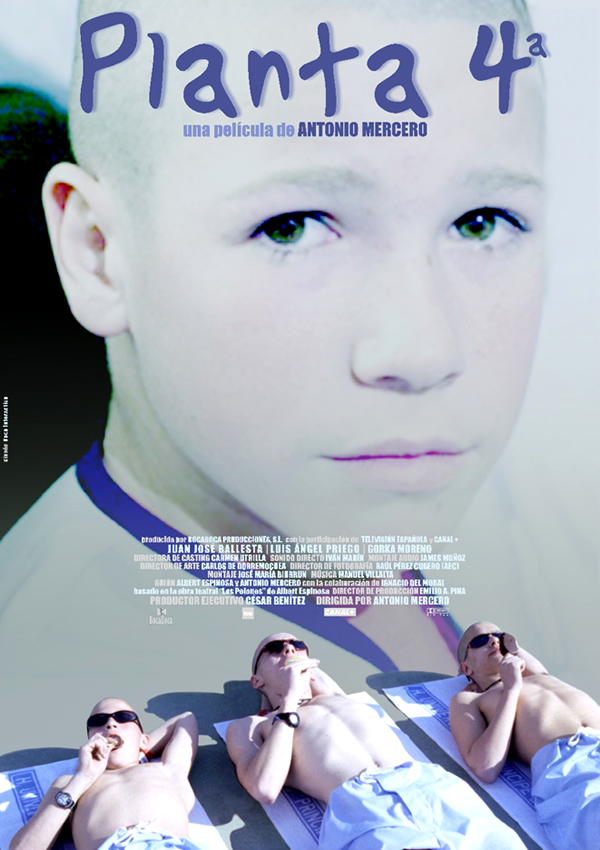 Planta 4ª
una película de ANTONIO MERCERO
producida por BOCABOCA PRODUCCIONES, S.L. con la participación de TELEVISIÓN ESPAÑOLA y CANAL +
JUAN JOSÉ BALLESTA | LUIS ÁNGEL PRIEGO | GORKA MORENO
DIRECTORA DE CASTING CARMEN UTRILLA SONIDO DIRECTO IVÁN MARÍN MONTAJE AUDIO JAMES MUÑOZ
DIRECTOR DE ARTE CARLOS DE DORREMOCHEA DIRECTOR DE FOTOGRAFÍA RAÚL PÉREZ CUBERO (AEC)
MONTAJE JOSÉ MARÍA BIURRUN MÚSICA MANUEL VILLALTA
GUIÓN ALBERT ESPINOSA Y ANTONIO MERCERO con la colaboración de IGNACIO DEL MORAL
basado en la obra teatral "Los Pelones" de Albert Espinosa DIRECTOR DE PRODUCCIÓN EMILIO A. PINA
PRODUCTOR EJECUTIVO CÉSAR BENÍTEZ DIRIGIDA POR ANTONIO MERCERO
BocaBoca
CANAL+